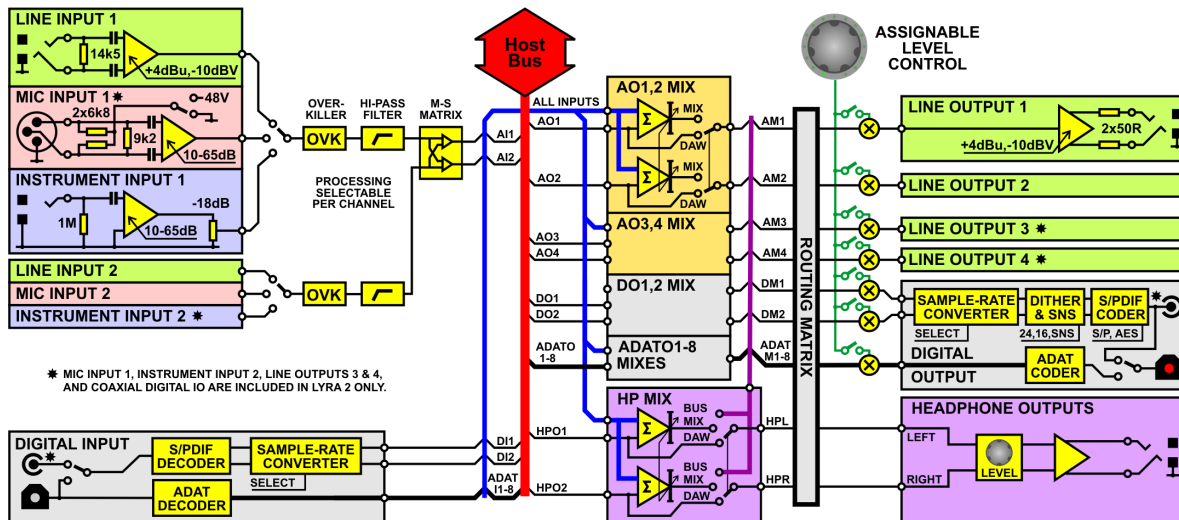 LINE INPUT 1
14k5
+4dBu,-10dBV
MIC INPUT 1 ✷
48V
2x6k8
9k2
10-65dB
INSTRUMENT INPUT 1
-18dB
1M
10-65dB
LINE INPUT 2
MIC INPUT 2
INSTRUMENT INPUT 2 ✷
OVER-
KILLER
OVK
HI-PASS
FILTER
M-S
MATRIX
PROCESSING
SELECTABLE
PER CHANNEL
OVK
✷ MIC INPUT 1, INSTRUMENT INPUT 2, LINE OUTPUTS 3 & 4,
AND COAXIAL DIGITAL IO ARE INCLUDED IN LYRA 2 ONLY.
DIGITAL INPUT
✷
S/PDIF
DECODER
SAMPLE-RATE
CONVERTER
SELECT
ADAT
DECODER
Host
Bus
AI1
AI2
DI1
DI2
ADAT
I1-8
ALL INPUTS
AO1
AO2
AO3
AO4
DO1
DO2
ADATO
1-8
HPO1
HPO2
AO1,2 MIX
Σ
MIX
DAW
Σ
MIX
DAW
AO3,4 MIX
DO1,2 MIX
ADATO1-8
MIXES
HP MIX
Σ
BUS
MIX
DAW
Σ
BUS
MIX
DAW
AM1
AM2
AM3
AM4
DM1
DM2
ADAT
M1-8
HPL
HPR
ROUTING MATRIX
ASSIGNABLE
LEVEL
CONTROL
LINE OUTPUT 1
2x50R
+4dBu,-10dBV
LINE OUTPUT 2
LINE OUTPUT 3 ✷
LINE OUTPUT 4 ✷
SAMPLE-RATE
CONVERTER
SELECT
DITHER
& SNS
24,16,SNS
S/PDIF
CODER
S/P, AES
✷
DIGITAL
OUTPUT
ADAT
CODER
HEADPHONE OUTPUTS
LEFT
RIGHT
LEVEL